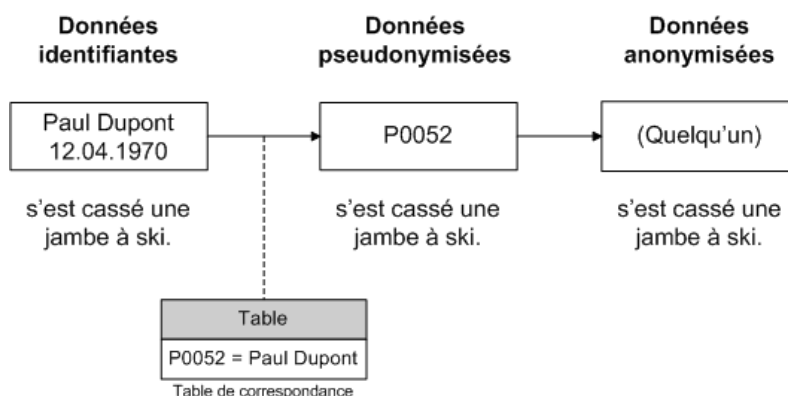 Données
identifiantes
Données
pseudonymisées
Données
anonymisées
Paul Dupont
12.04.1970
P0052
(Quelqu'un)
s'est cassé une
jambe à ski.
s'est cassé une
jambe à ski.
s'est cassé une
jambe à ski.
Table
P0052 = Paul Dupont
Table de correspondance